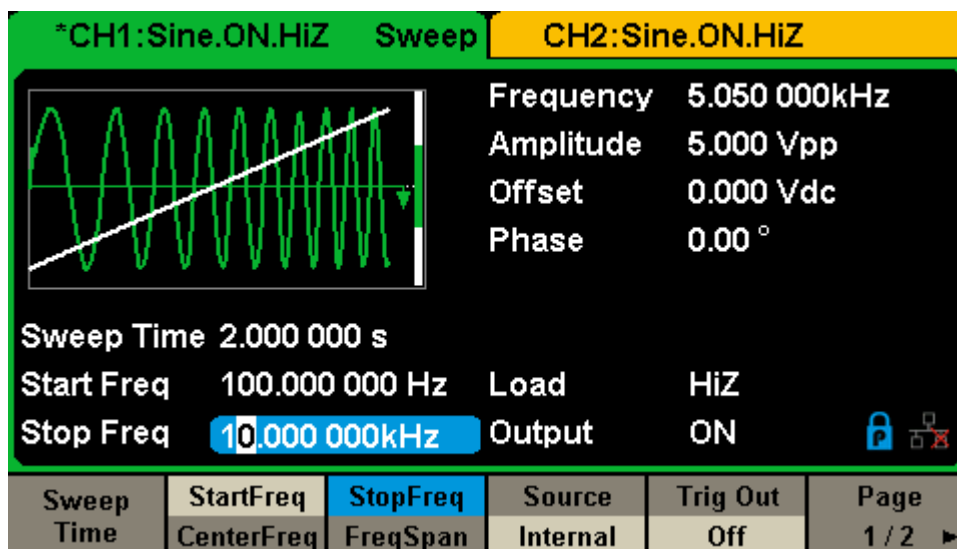 *CH1:Sine.ON.HiZ Sweep CH2:Sine.ON.HiZ
Frequency 5.050 000kHz
Amplitude 5.000 Vpp
Offset 0.000 Vdc
Phase 0.00 °
Sweep Time 2.000 000 s
Start Freq 100.000 000 Hz Load HiZ
Stop Freq 10.000 000kHz Output ON P
Sweep Time
StartFreq
CenterFreq
StopFreq
FreqSpan
Source
Internal
Trig Out
Off
Page
1/2 ►